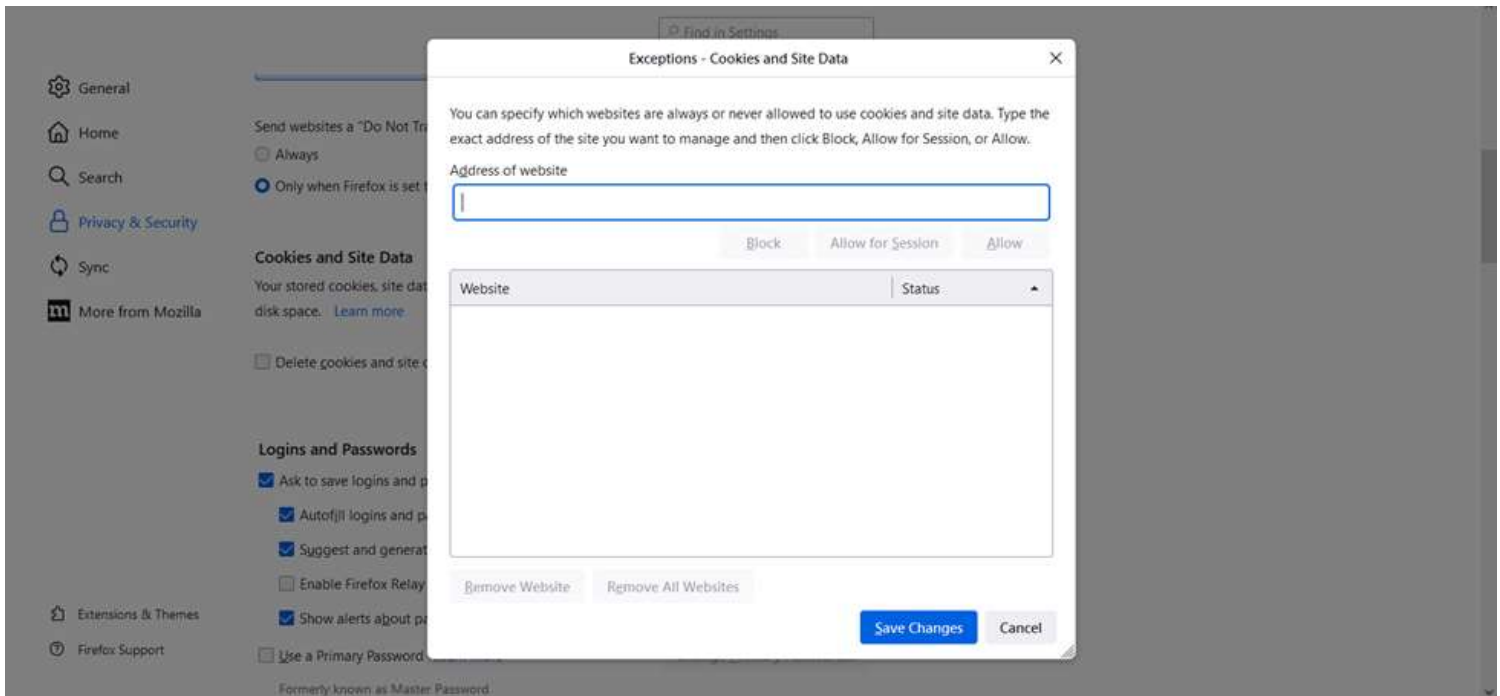 Find in Settings
General
Home
Search
Privacy & Security
Sync
More from Mozilla
Extensions & Themes
Firefox Support
Send websites a "Do Not
Always
Only when Firefox is set
Cookies and Site Data
Your stored cookies, site
disk space. Learn more
Delete cookies and site
Logins and Passwords
Ask to save logins and
Autofill logins and
Suggest and
Enable Firefox Relay
Show alerts about
Use a Primary Password
Formerly known as Master Password
Exceptions - Cookies and Site Data
You can specify which websites are always or never allowed to use cookies and site data. Type the
exact address of the site you want to manage and then click Block, Allow for Session, or Allow.
Address of website
Block Allow for Session Allow
Website Status
Remove Website Remove All Websites
Save Changes Cancel